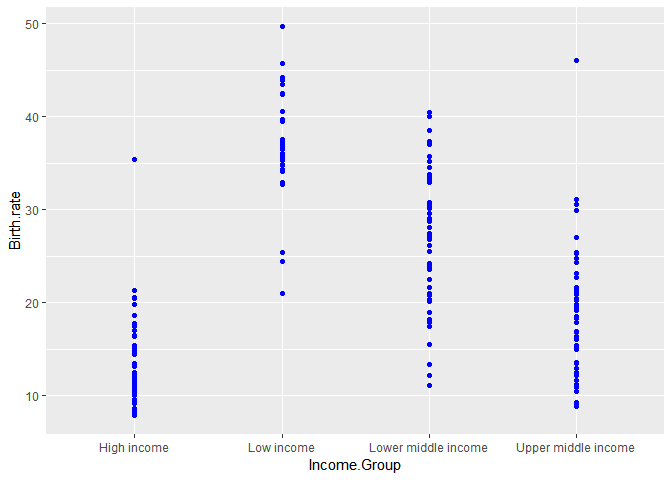 Birth.rate
50
40
30
20
10
High income
Low income
Lower middle income
Upper middle income
Income.Group